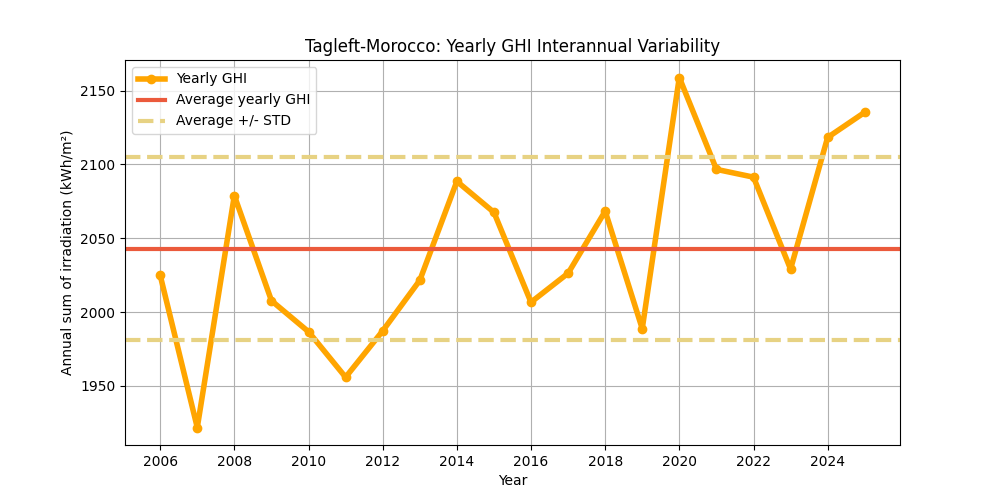 Tagleft-Morocco: Yearly GHI Interannual Variability
Yearly GHI
Average yearly GHI
Average +/- STD
Annual sum of irradiation (kWh/m²)
2150
2100
2050
2000
1950
2006 2008 2010 2012 2014 2016 2018 2020 2022 2024
Year